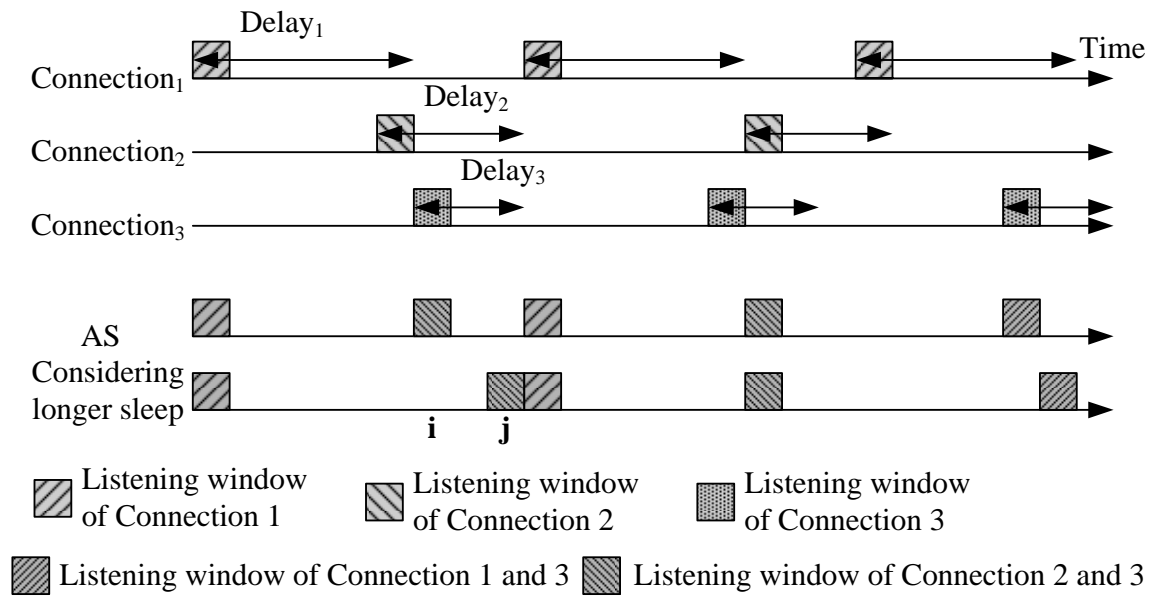 Delay1
Time
Connection1
Delay2
Connection2
Delay3
Connection3
AS
Considering
longer sleep
i j
Listening window
of Connection 1
Listening window
of Connection 2
Listening window
of Connection 3
Listening window of Connection 1 and 3
Listening window of Connection 2 and 3